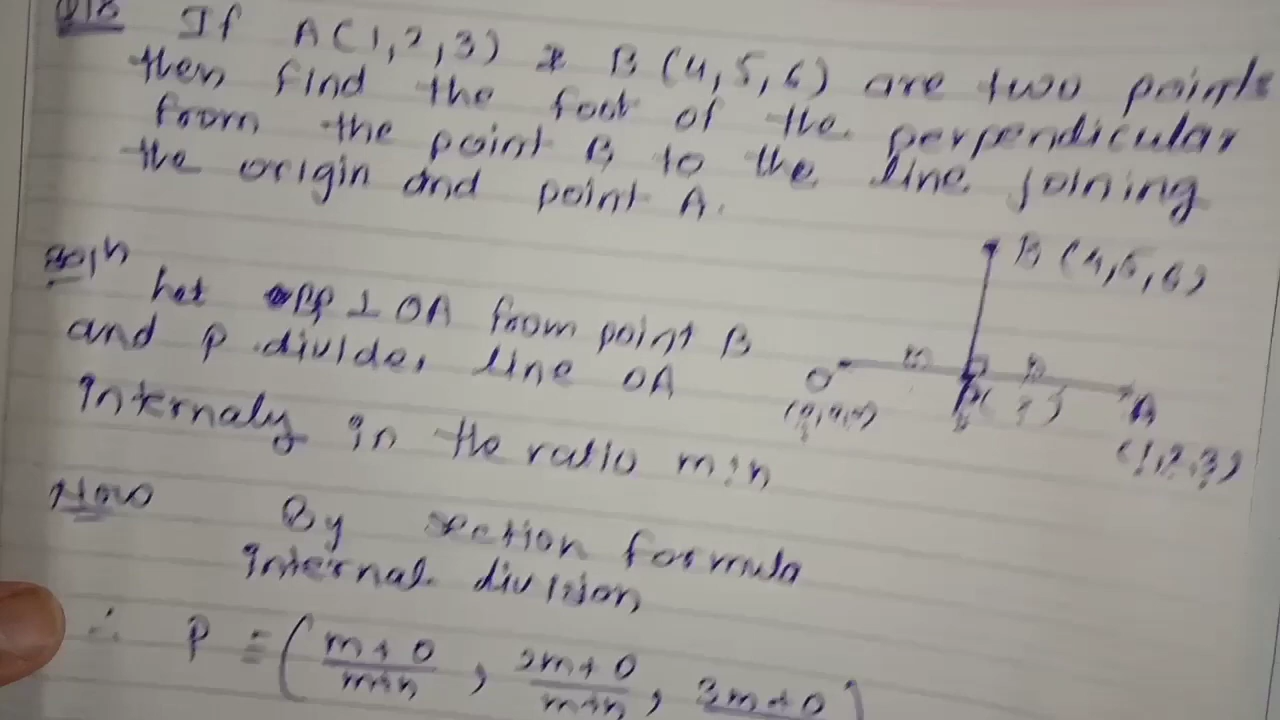 Q18 If A(1,2,3) & B(4,5,6) are two points
then find the foot of the perpendicular
from the point B to the line joining
the origin and point A.
B(4,5,6)
Soln
Let BP ⊥ OA from point B
and P divides line OA
internaly in the ratio m:n
O m n A
(0,0,0) P( ? ) (1,2,3)
Now By section formula
internal division
∴ P ≡ ( m+0/m+n , 2m+0/m+n , 3m+0 )